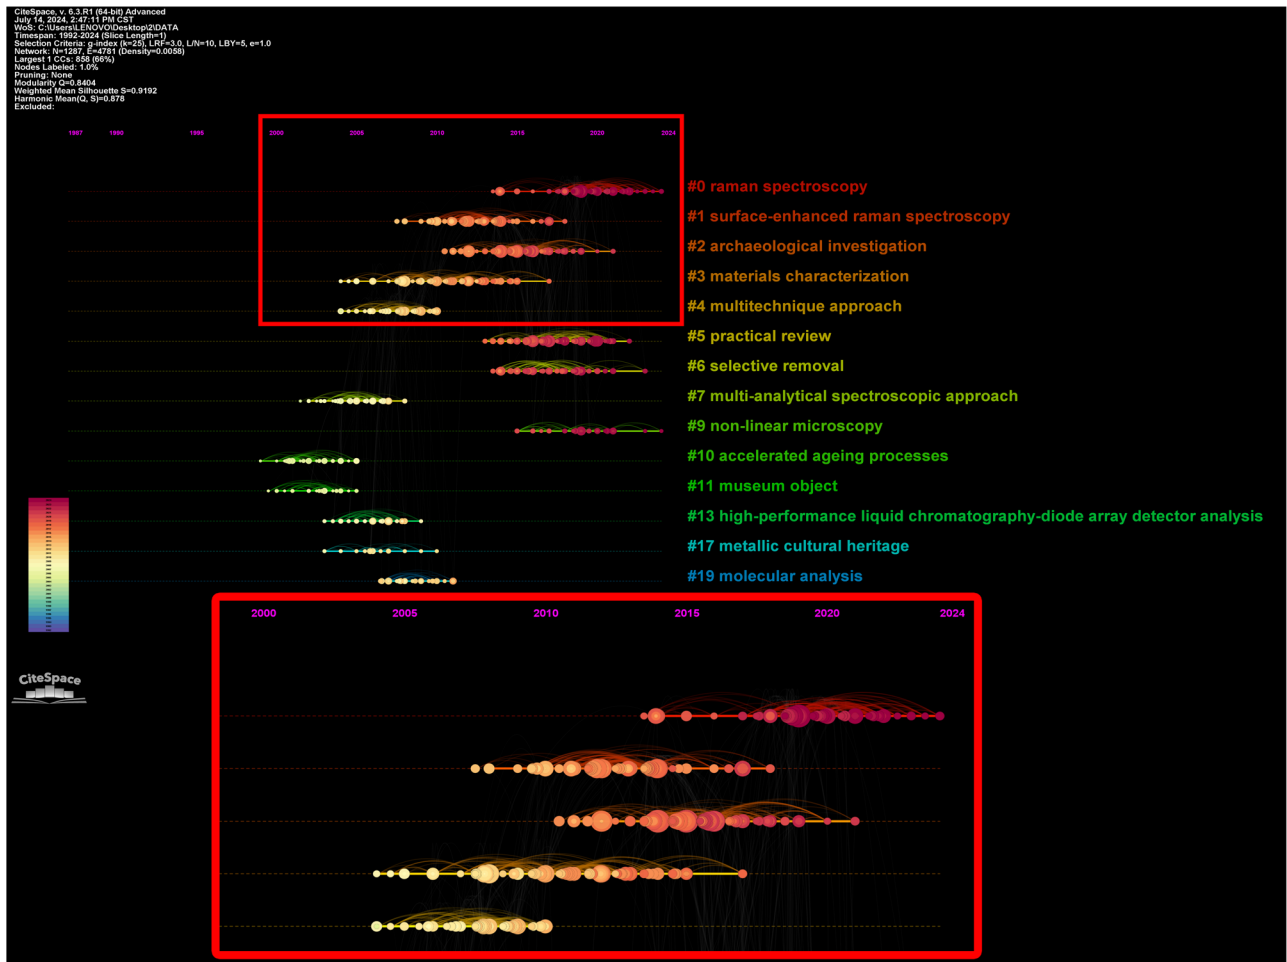 CiteSpace, v. 6.3.R1 (64-bit) Advanced
July 14, 2024, 2:47:11 PM CST
WoS: C:\Users\LENOVO\Desktop\2\DATA
Timespan: 1992-2024 (Slice Length=1)
Selection Criteria: g-index (k=25), LRF=3.0, L/N=10, LBY=5, e=1.0
Network: N=1287, E=4781 (Density=0.0058)
Largest 1 CCs: 858 (66%)
Nodes Labeled: 1.0%
Pruning: None
Modularity Q=0.8404
Weighted Mean Silhouette S=0.9192
Harmonic Mean(Q, S)=0.878
Excluded:
1987 1990 1995 2000 2005 2010 2015 2020 2024
#0 raman spectroscopy
#1 surface-enhanced raman spectroscopy
#2 archaeological investigation
#3 materials characterization
#4 multitechnique approach
#5 practical review
#6 selective removal
#7 multi-analytical spectroscopic approach
#9 non-linear microscopy
#10 accelerated ageing processes
#11 museum object
#13 high-performance liquid chromatography-diode array detector analysis
#17 metallic cultural heritage
#19 molecular analysis
2000 2005 2010 2015 2020 2024
CiteSpace